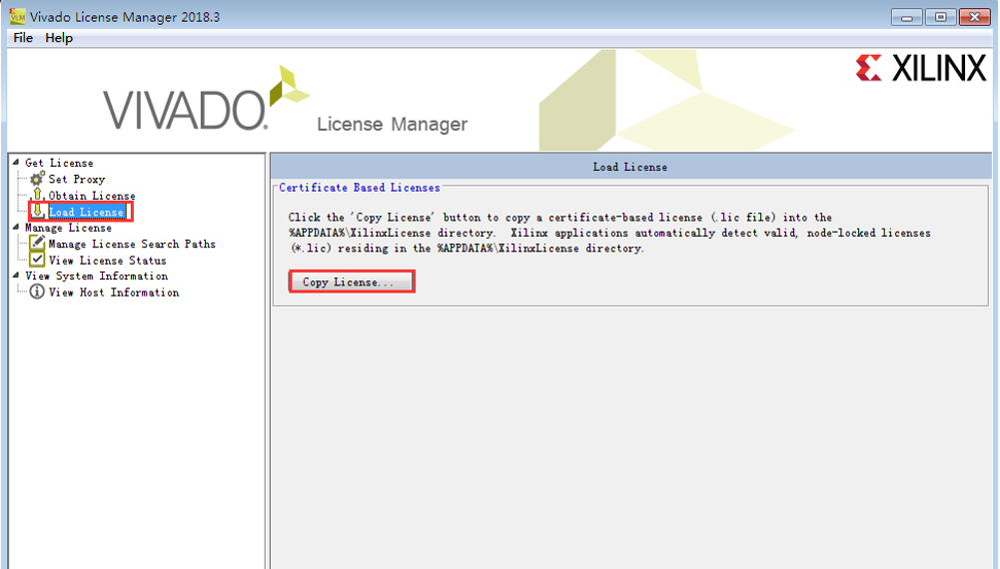 VLM
Vivado License Manager 2018.3
File Help
VIVADO.
License Manager
XILINX
Get License
Set Proxy
Obtain License
Load License
Manage License
Manage License Search Paths
View License Status
View System Information
View Host Information
Load License
Certificate Based Licenses
Click the 'Copy License' button to copy a certificate-based license (.lic file) into the
%APPDATA%\XilinxLicense directory.  Xilinx applications automatically detect valid, node-locked licenses
(*.lic) residing in the %APPDATA%\XilinxLicense directory.
Copy License...